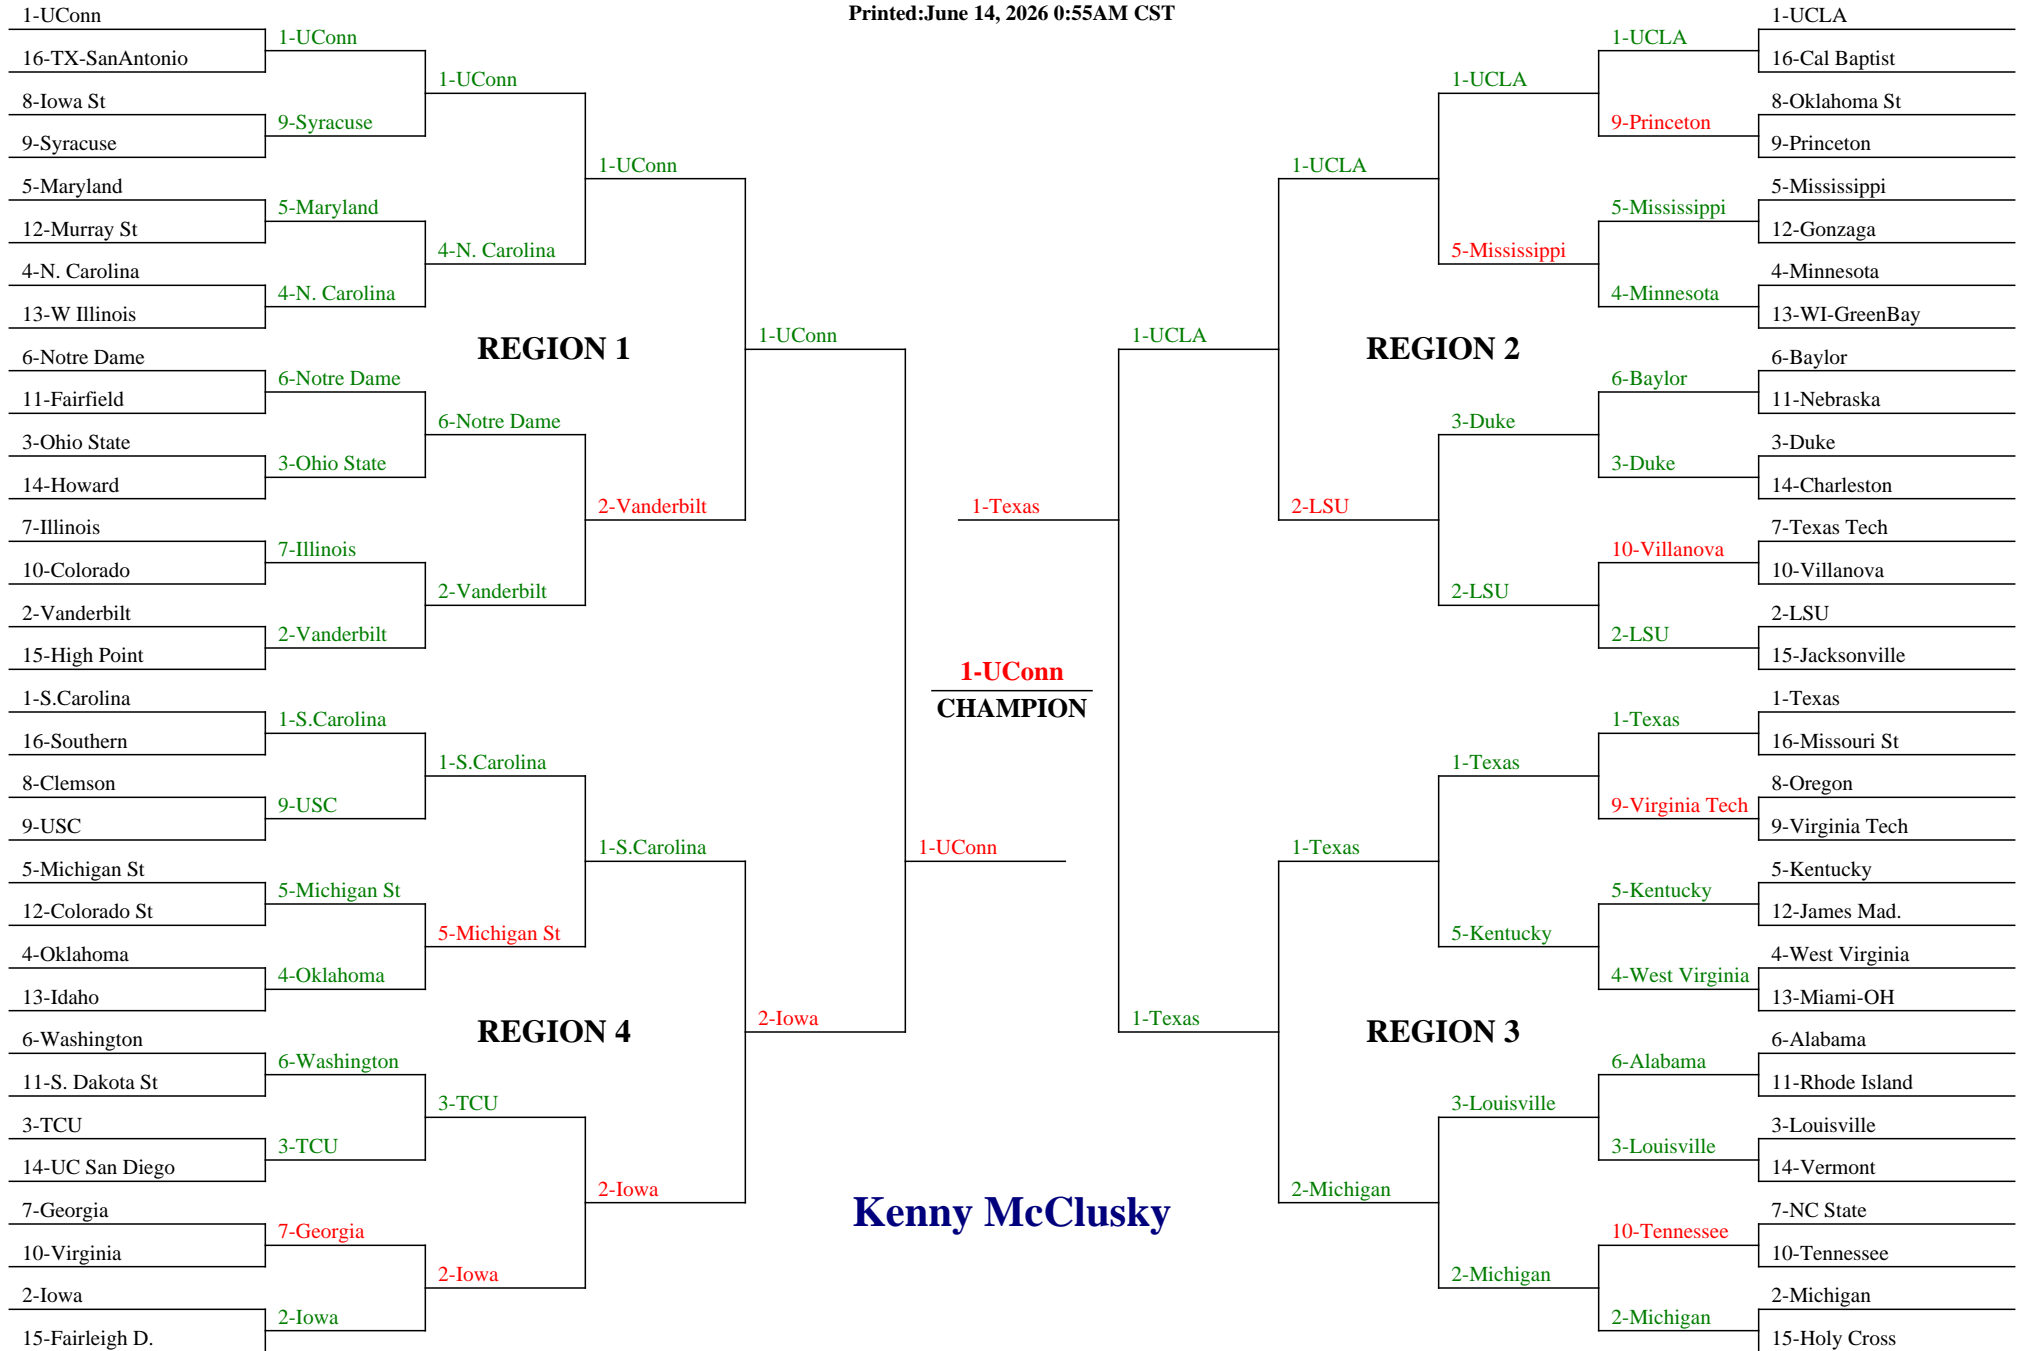 Printed:June 14, 2026 0:55AM CST
1-UConn
16-TX-SanAntonio
8-Iowa St
9-Syracuse
5-Maryland
12-Murray St
4-N. Carolina
13-W Illinois
6-Notre Dame
11-Fairfield
3-Ohio State
14-Howard
7-Illinois
10-Colorado
2-Vanderbilt
15-High Point
1-S.Carolina
16-Southern
8-Clemson
9-USC
5-Michigan St
12-Colorado St
4-Oklahoma
13-Idaho
6-Washington
11-S. Dakota St
3-TCU
14-UC San Diego
7-Georgia
10-Virginia
2-Iowa
15-Fairleigh D.
1-UConn
9-Syracuse
5-Maryland
4-N. Carolina
6-Notre Dame
3-Ohio State
7-Illinois
2-Vanderbilt
1-S.Carolina
9-USC
5-Michigan St
4-Oklahoma
6-Washington
3-TCU
7-Georgia
2-Iowa
1-UConn
4-N. Carolina
6-Notre Dame
2-Vanderbilt
1-S.Carolina
5-Michigan St
3-TCU
2-Iowa
REGION 1
REGION 4
1-UConn
2-Vanderbilt
1-S.Carolina
2-Iowa
1-UConn
2-Iowa
1-UConn
1-Texas
1-UConn
CHAMPION
Kenny McClusky
1-UCLA
1-Texas
1-UCLA
2-LSU
1-Texas
2-Michigan
REGION 2
REGION 3
1-UCLA
5-Mississippi
3-Duke
2-LSU
1-Texas
5-Kentucky
3-Louisville
2-Michigan
1-UCLA
9-Princeton
5-Mississippi
4-Minnesota
6-Baylor
3-Duke
10-Villanova
2-LSU
1-Texas
9-Virginia Tech
5-Kentucky
4-West Virginia
6-Alabama
3-Louisville
10-Tennessee
2-Michigan
1-UCLA
16-Cal Baptist
8-Oklahoma St
9-Princeton
5-Mississippi
12-Gonzaga
4-Minnesota
13-WI-GreenBay
6-Baylor
11-Nebraska
3-Duke
14-Charleston
7-Texas Tech
10-Villanova
2-LSU
15-Jacksonville
1-Texas
16-Missouri St
8-Oregon
9-Virginia Tech
5-Kentucky
12-James Mad.
4-West Virginia
13-Miami-OH
6-Alabama
11-Rhode Island
3-Louisville
14-Vermont
7-NC State
10-Tennessee
2-Michigan
15-Holy Cross